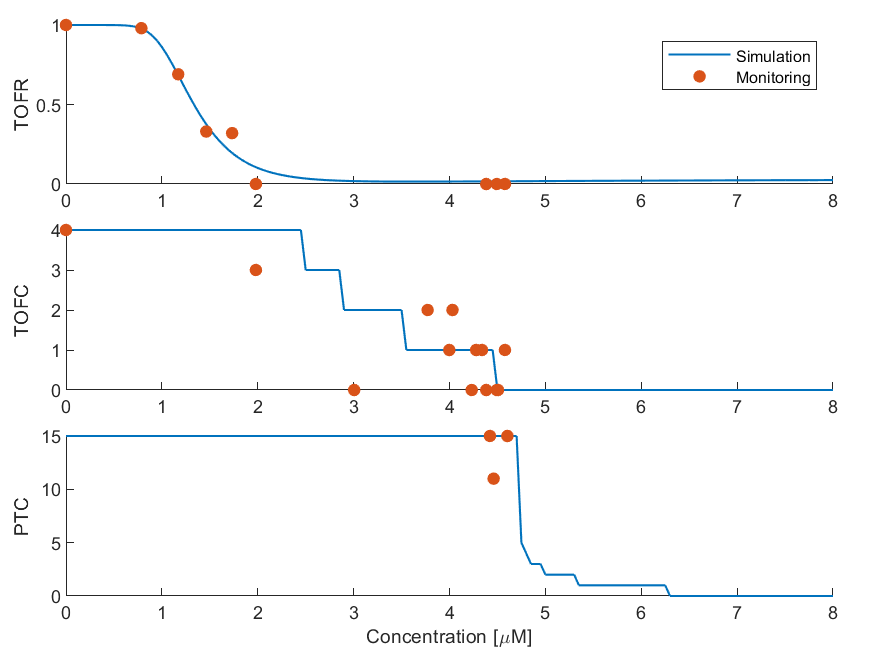 TOFR
1
0.5
0
0 1 2 3 4 5 6 7 8
Simulation
Monitoring
TOFC
4
3
2
1
0
0 1 2 3 4 5 6 7 8
PTC
15
10
5
0
0 1 2 3 4 5 6 7 8
Concentration [μM]